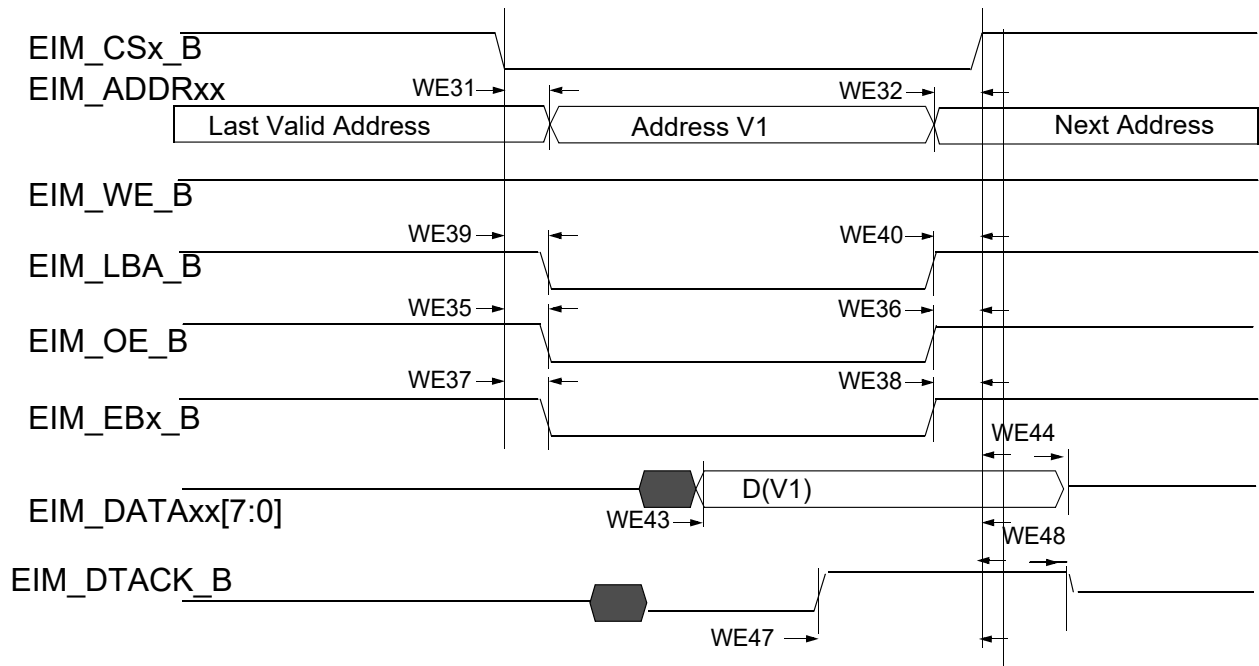 EIM_CSx_B
EIM_ADDRxx
WE31
WE32
Last Valid Address
Address V1
Next Address
EIM_WE_B
WE39
WE40
EIM_LBA_B
WE35
WE36
EIM_OE_B
WE37
WE38
EIM_EBx_B
WE44
D(V1)
EIM_DATAxx[7:0]
WE43
WE48
EIM_DTACK_B
WE47